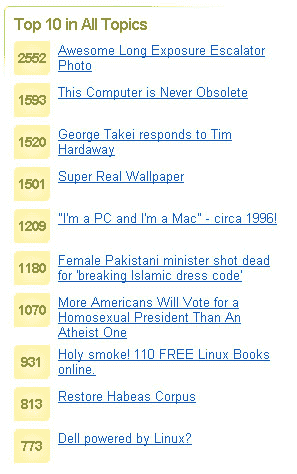 Top 10 in All Topics
2552 Awesome Long Exposure Escalator
Photo
1593 This Computer is Never Obsolete
1520 George Takei responds to Tim
Hardaway
1501 Super Real Wallpaper
1209 "I'm a PC and I'm a Mac" - circa 1996!
1180 Female Pakistani minister shot dead
for 'breaking Islamic dress code'
1070 More Americans Will Vote for a
Homosexual President Than An
Atheist One
931 Holy smoke! 110 FREE Linux Books
online.
813 Restore Habeas Corpus
773 Dell powered by Linux?